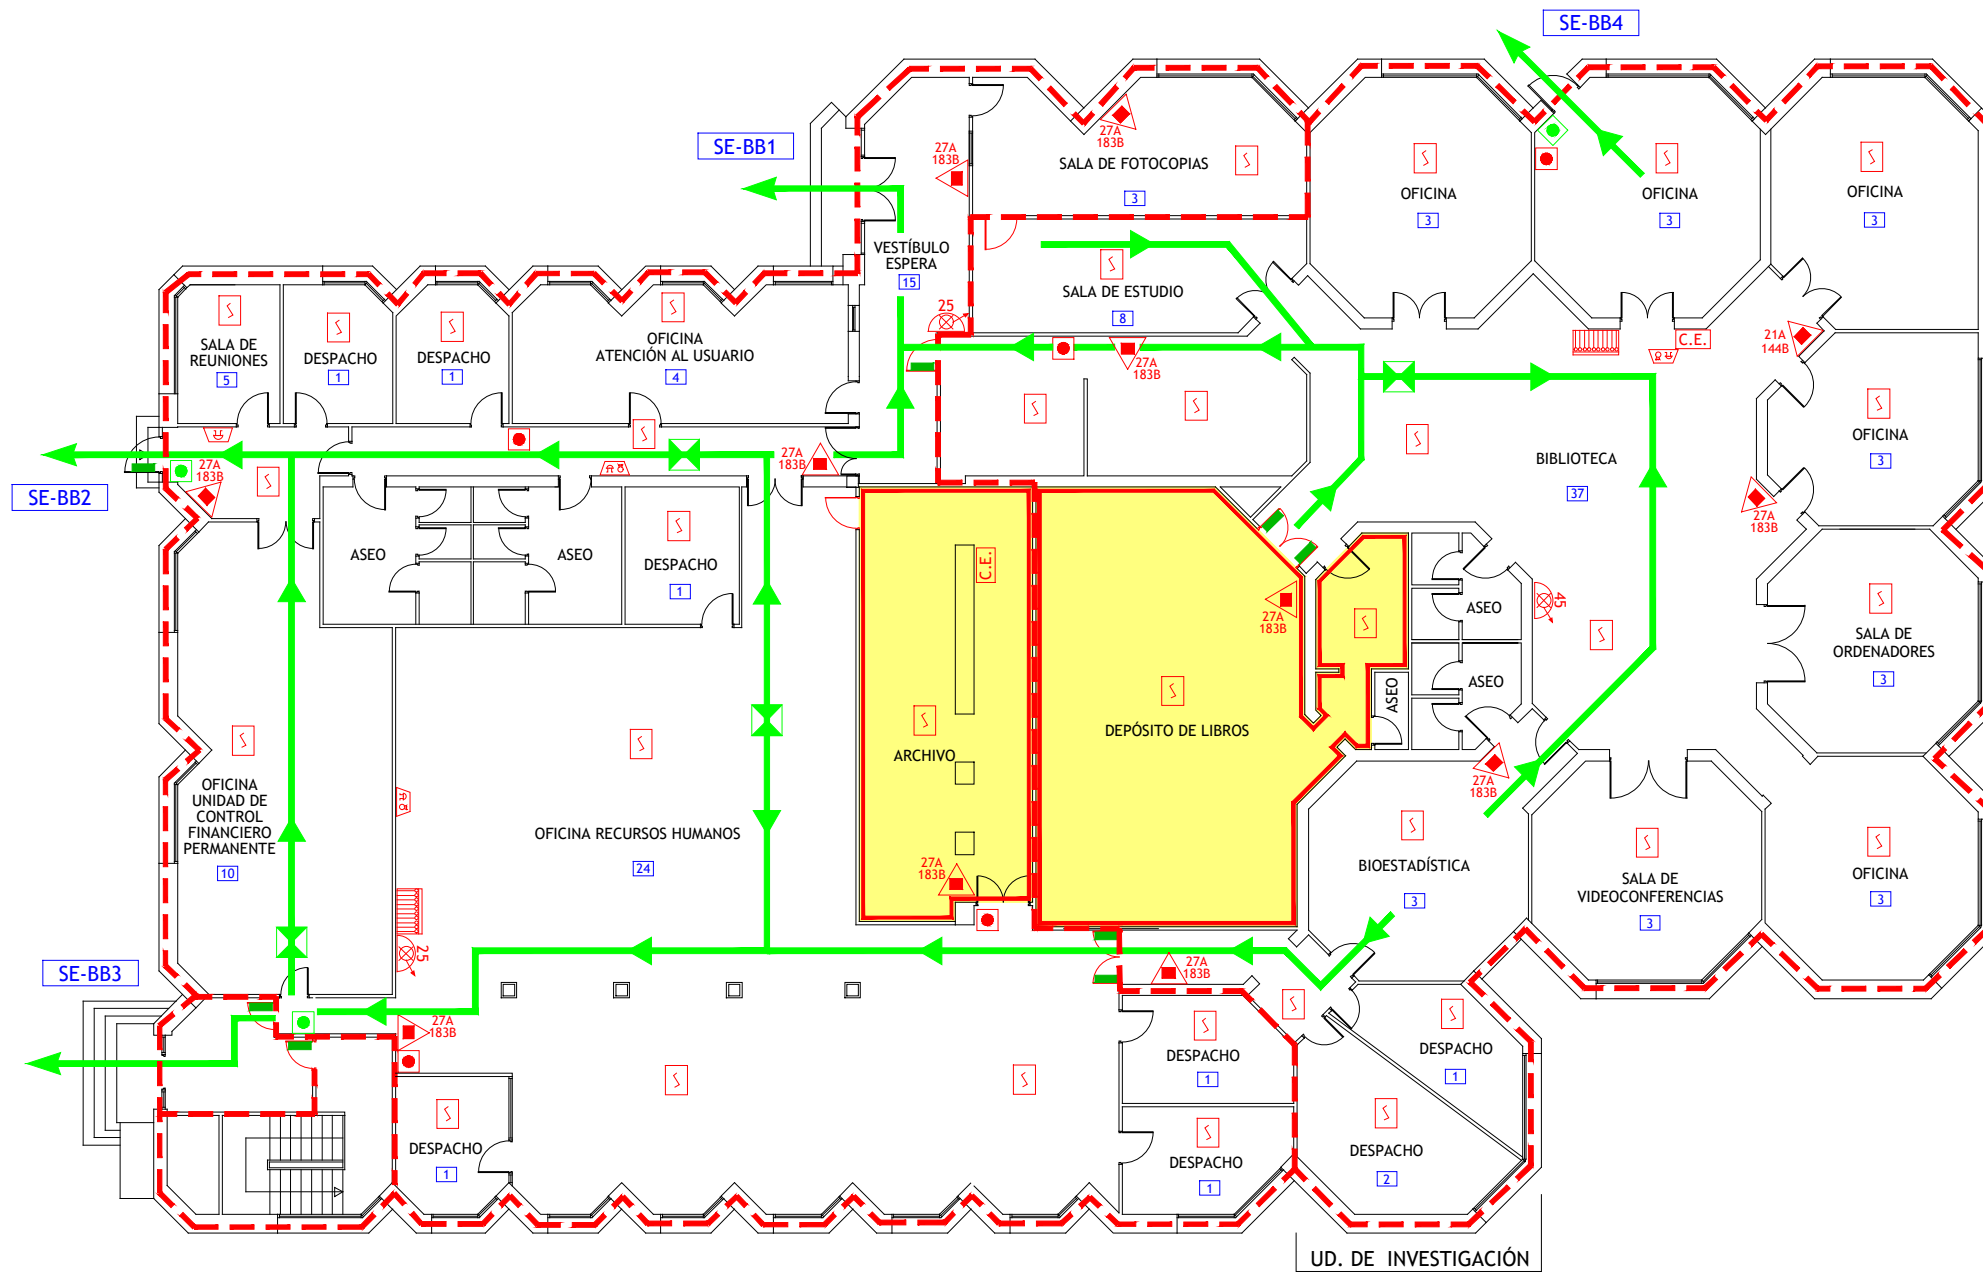 SE-BB4
SE-BB1
27A
183B
27A
183B
SALA DE FOTOCOPIAS
3
OFICINA
3
OFICINA
3
OFICINA
3
VESTÍBULO
ESPERA
15
SALA DE ESTUDIO
8
25
SALA DE
REUNIONES
5
DESPACHO
1
DESPACHO
1
OFICINA
ATENCIÓN AL USUARIO
4
27A
183B
C.E.
21A
144B
SE-BB2
27A
183B
27A
183B
BIBLIOTECA
37
OFICINA
3
27A
183B
ASEO
ASEO
DESPACHO
1
C.E.
27A
183B
ASEO
45
ASEO
ASEO
SALA DE
ORDENADORES
3
ARCHIVO
DEPÓSITO DE LIBROS
27A
183B
OFICINA
UNIDAD DE
CONTROL
FINANCIERO
PERMANENTE
10
OFICINA RECURSOS HUMANOS
24
27A
183B
BIOESTADÍSTICA
3
SALA DE
VIDEOCONFERENCIAS
3
OFICINA
3
25
SE-BB3
27A
183B
27A
183B
DESPACHO
1
DESPACHO
1
DESPACHO
1
DESPACHO
1
DESPACHO
2
UD. DE INVESTIGACIÓN